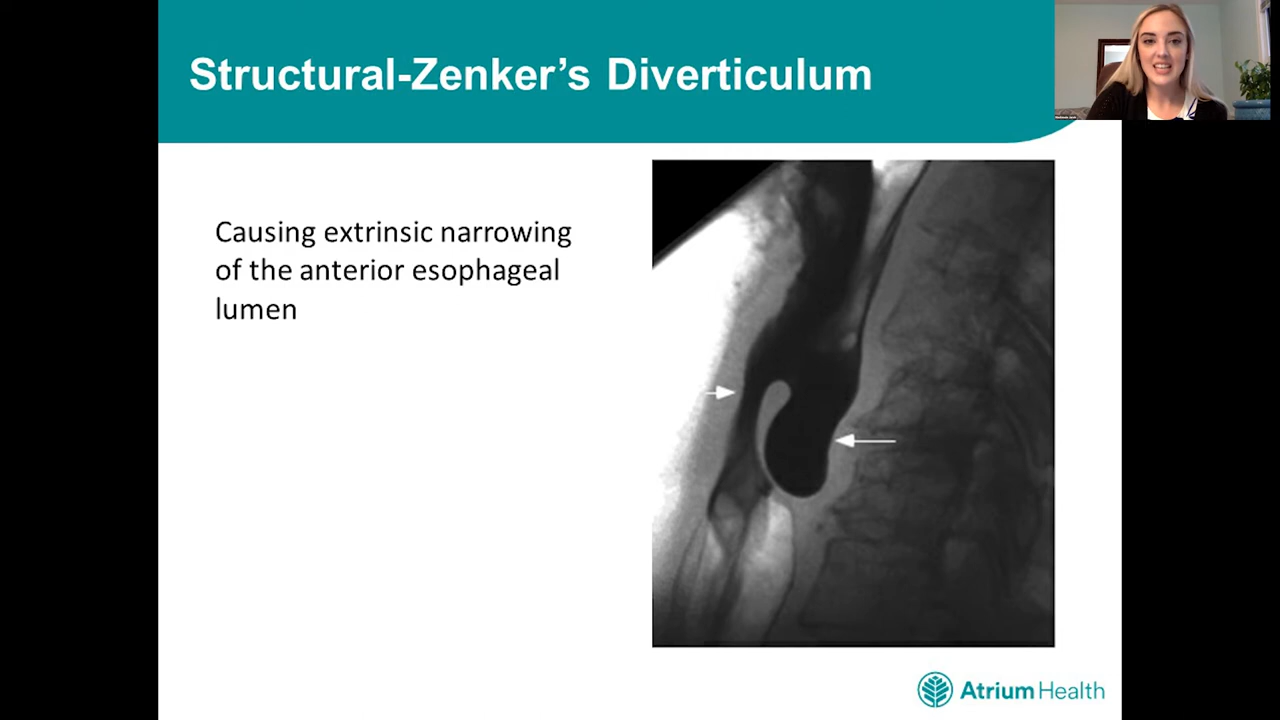 Structural-Zenker’s Diverticulum
Causing extrinsic narrowing
of the anterior esophageal
lumen
Atrium Health